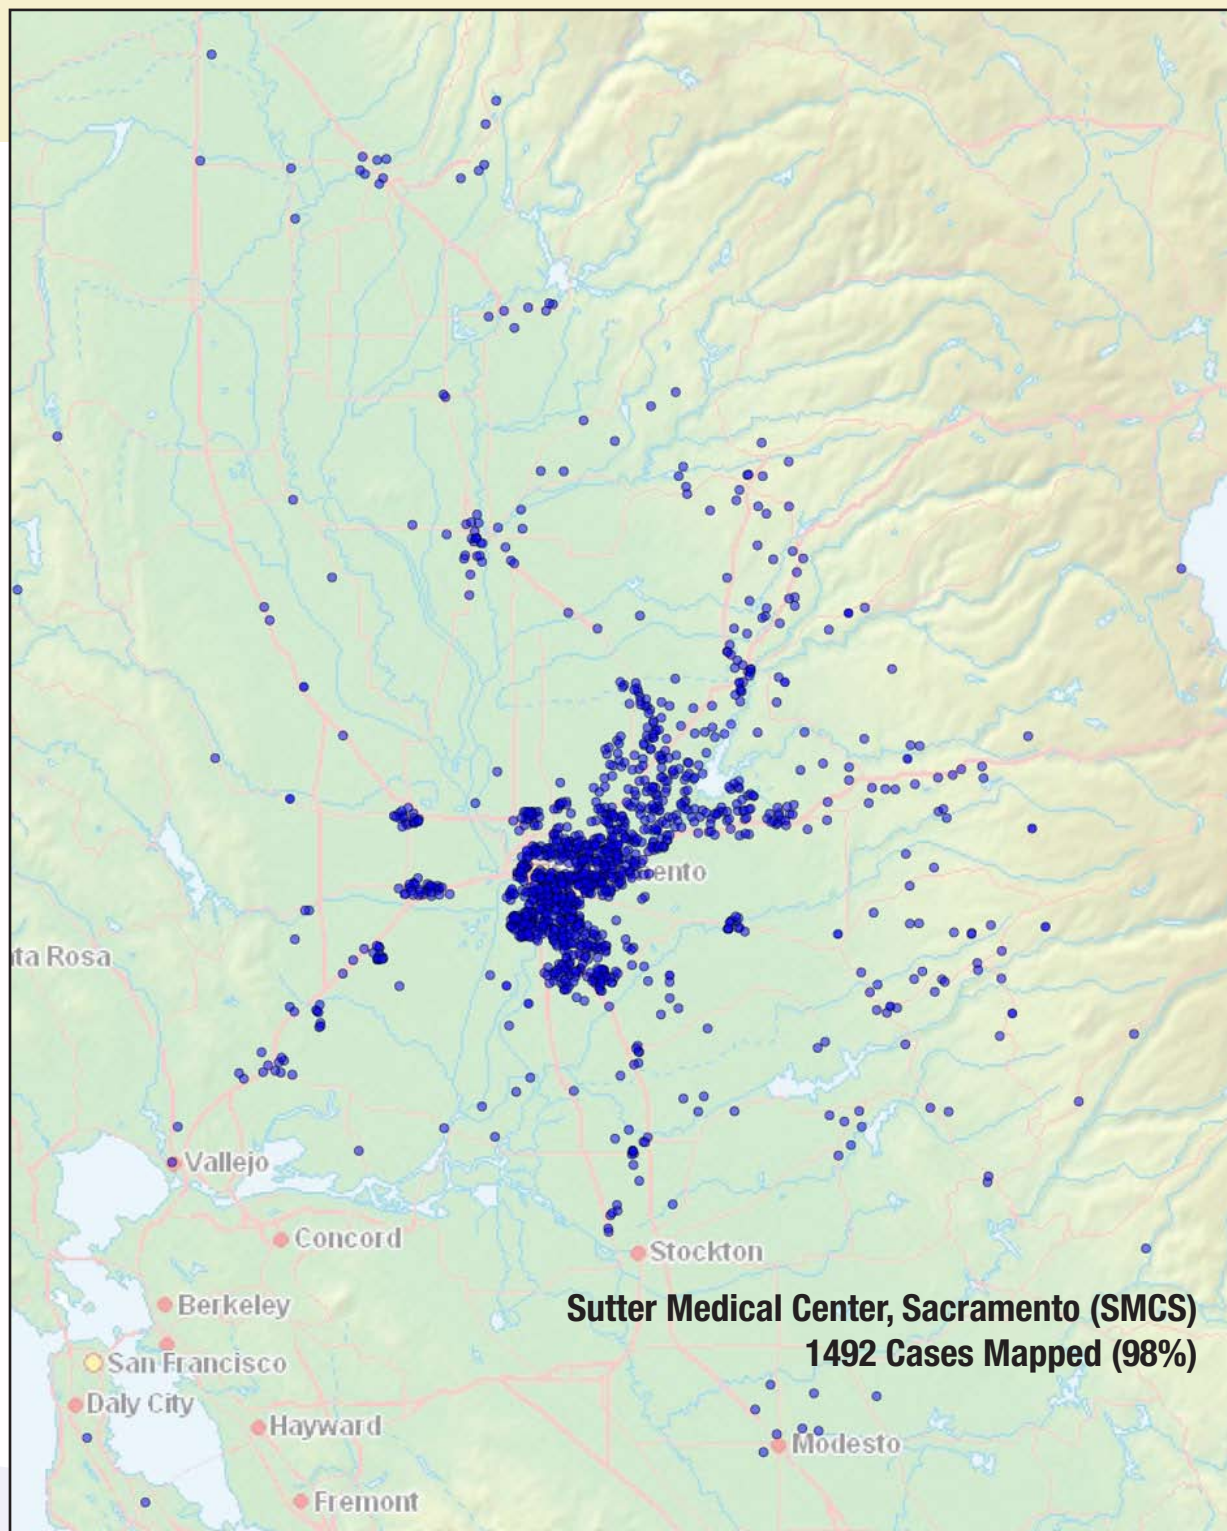 ento
ta Rosa
Vallejo
Concord
Stockton
Berkeley
Sutter Medical Center, Sacramento (SMCS)
1492 Cases Mapped (98%)
San Francisco
Daly City
Hayward
Modesto
Fremont